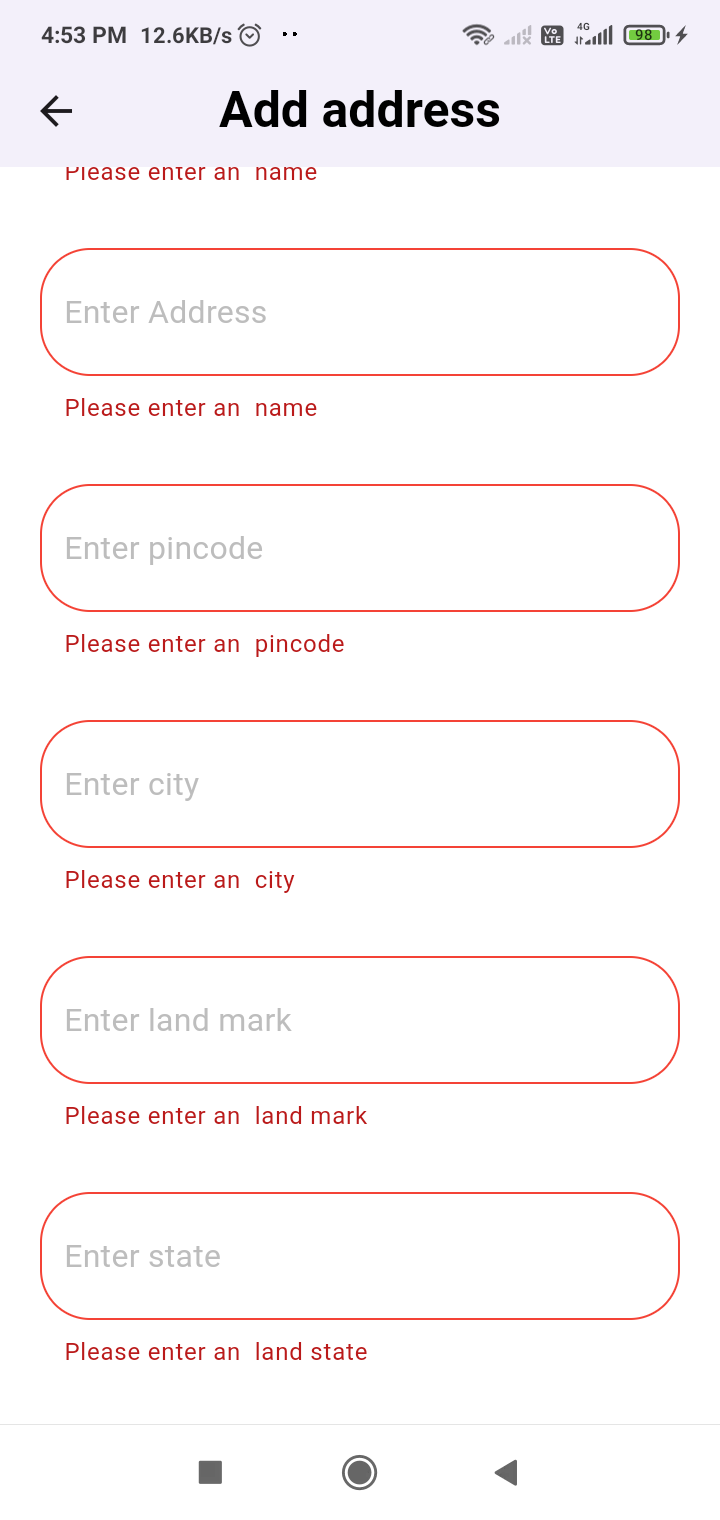 4:53 PM 12.6KB/s 4G 98
Vo
LTE
Add address
Please enter an  name
Enter Address
Please enter an  name
Enter pincode
Please enter an  pincode
Enter city
Please enter an  city
Enter land mark
Please enter an  land mark
Enter state
Please enter an  land state